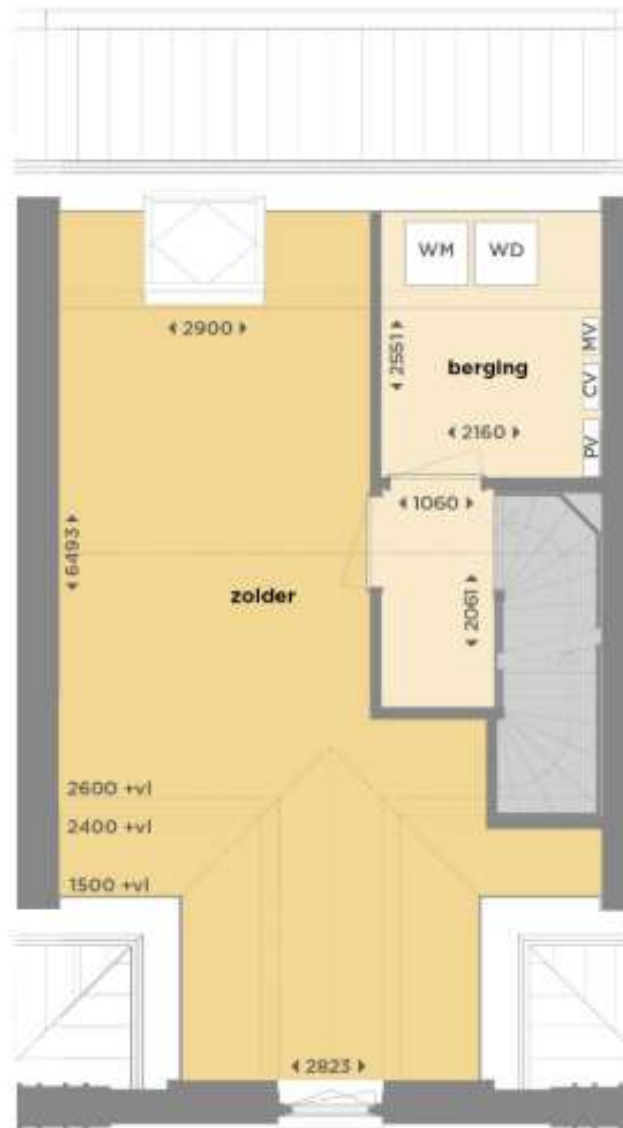 WM
WD
2900
2551
MV
berging
CV
2160
PV
1060
6493
zolder
2061
2600 +vl
2400 +vl
1500 +vl
2823